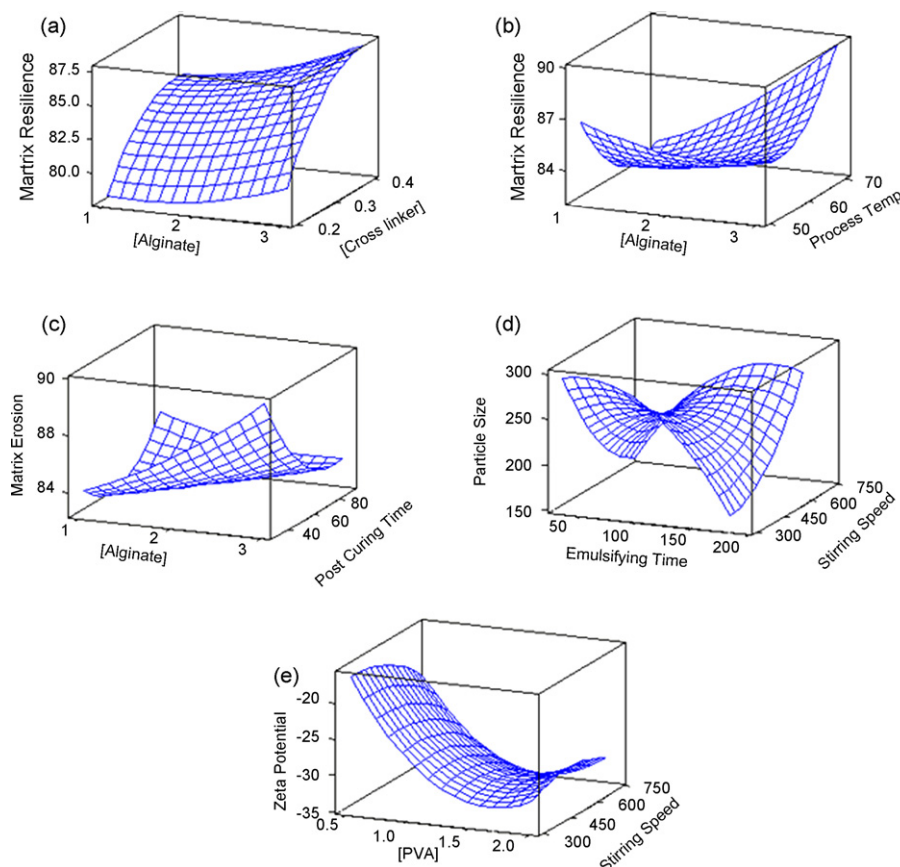 (a)
Martrix Resilience
87.5
85.0
82.5
80.0
1
2
3
[Alginate]
0.2
0.3
0.4
[Cross linker]
(b)
Martrix Resilience
90
87
84
1
2
3
[Alginate]
50
60
70
Process Temp
(c)
Matrix Erosion
90
88
84
1
2
3
[Alginate]
40
60
80
Post Curing Time
(d)
Particle Size
300
250
200
150
50
100
150
200
Emulsifying Time
300
450
600
750
Stirring Speed
(e)
Zeta Potential
-20
-25
-30
-35
0.5
1.0
1.5
2.0
[PVA]
300
450
600
750
Stirring Speed